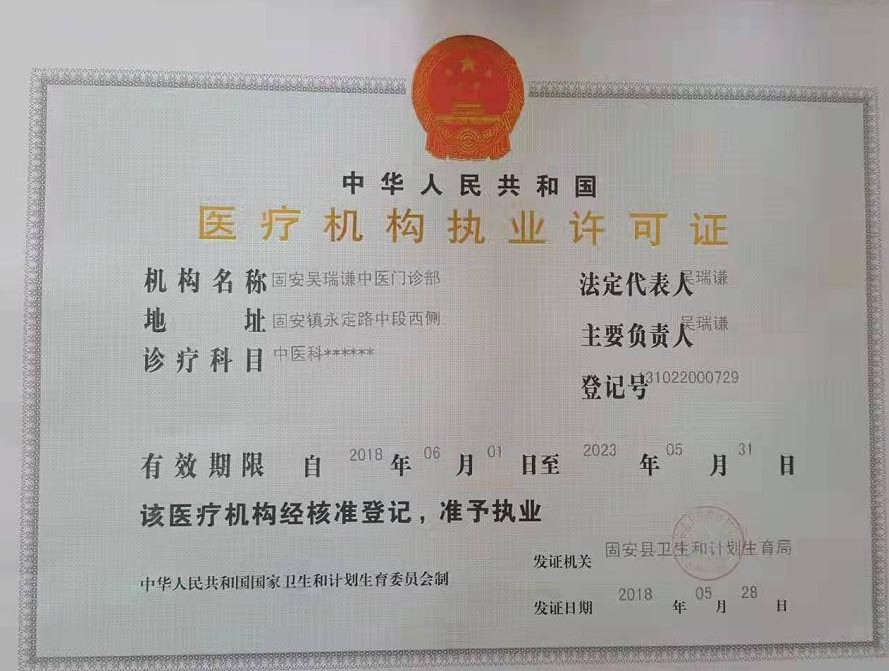 中华人民共和国
医疗机构执业许可证
机构名称 固安吴瑞谦中医门诊部
法定代表人 吴瑞谦
地 址 固安镇永定路中段西侧
主要负责人 吴瑞谦
诊疗科目 中医科******
登记号 131022000729
有效期限 自 2018 年 06 月 01 日至 2023 年 05 月 31 日
该医疗机构经核准登记，准予执业
发证机关 固安县卫生和计划生育局
中华人民共和国国家卫生和计划生育委员会制
发证日期 2018 年 05 月 28 日